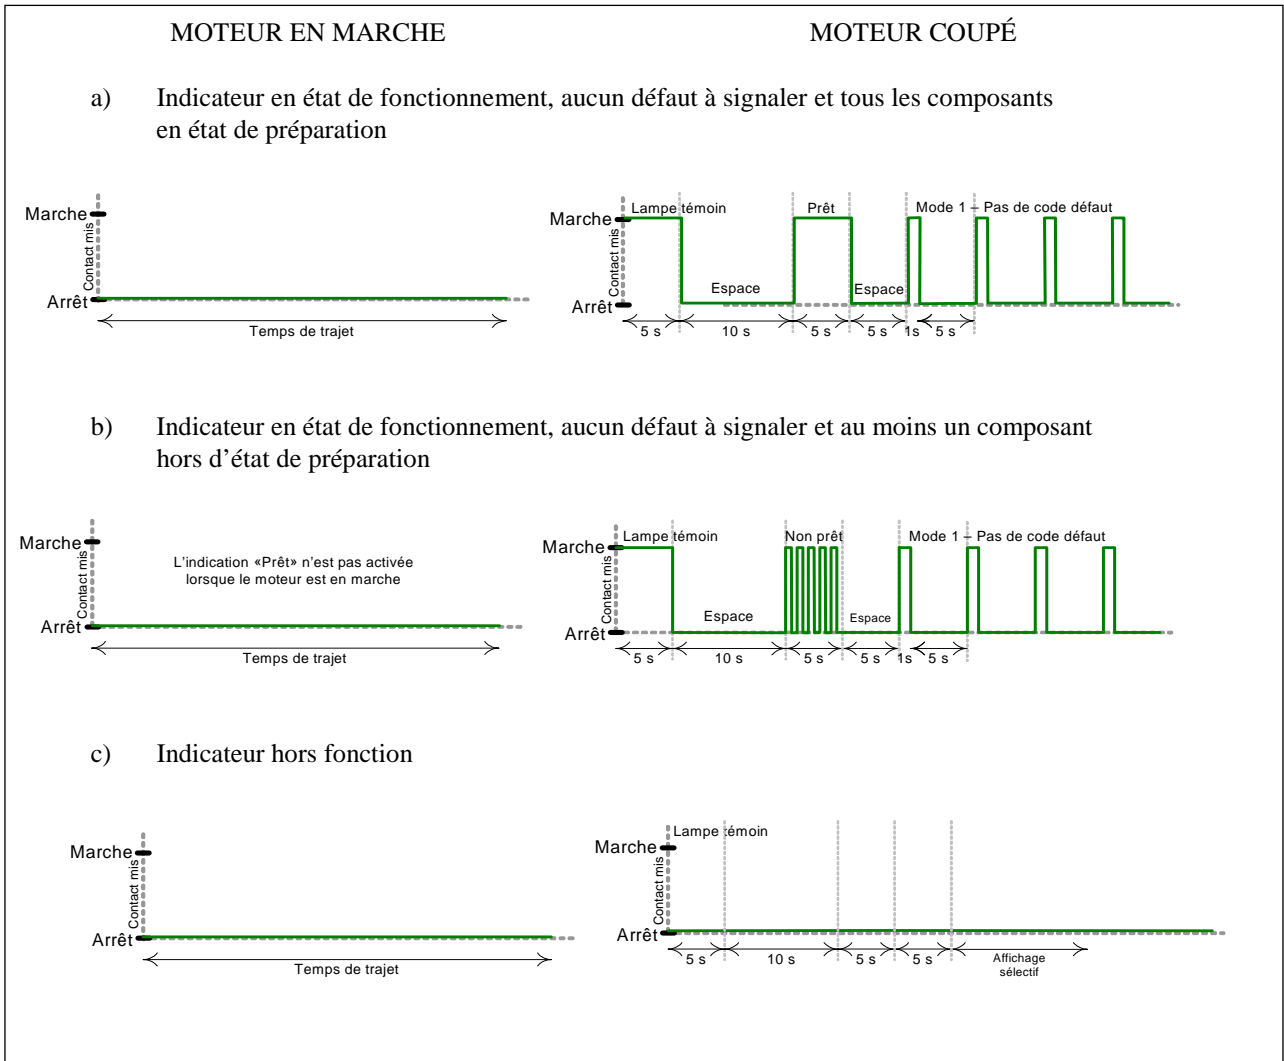 MOTEUR EN MARCHE
MOTEUR COUPÉ
a) Indicateur en état de fonctionnement, aucun défaut à signaler et tous les composants
en état de préparation
Marche
Contact mis
Arrêt
Temps de trajet
Lampe témoin
Prêt
Mode 1 – Pas de code défaut
Marche
Contact mis
Espace
Espace
Arrêt
5 s
10 s
5 s
5 s
1s
5 s
b) Indicateur en état de fonctionnement, aucun défaut à signaler et au moins un composant
hors d’état de préparation
Marche
Contact mis
L’indication «Prêt» n’est pas activée
lorsque le moteur est en marche
Arrêt
Temps de trajet
Lampe témoin
Non prêt
Mode 1 – Pas de code défaut
Marche
Contact mis
Espace
Espace
Arrêt
5 s
10 s
5 s
5 s
1s
5 s
c) Indicateur hors fonction
Marche
Contact mis
Arrêt
Temps de trajet
Lampe témoin
Marche
Contact mis
Arrêt
5 s
10 s
5 s
5 s
Affichage
sélectif